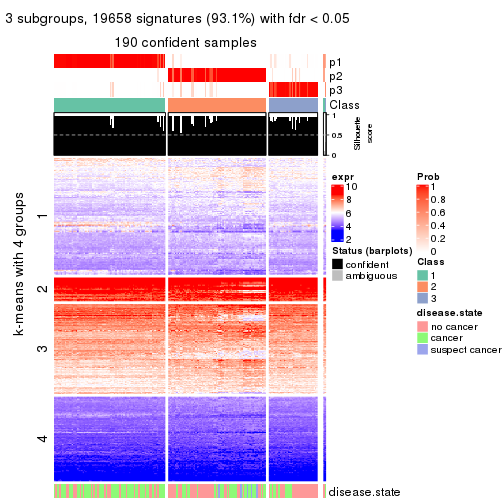 3 subgroups, 19658 signatures (93.1%) with fdr < 0.05
190 confident samples
p1
p2
p3
Class
1
0.5
0
Silhouette
score
k-means with 4 groups
1
2
3
4
expr
10
8
6
4
2
Prob
1
0.8
0.6
0.4
0.2
0
Status (barplots)
confident
ambiguous
Class
1
2
3
disease.state
no cancer
cancer
suspect cancer
disease.state